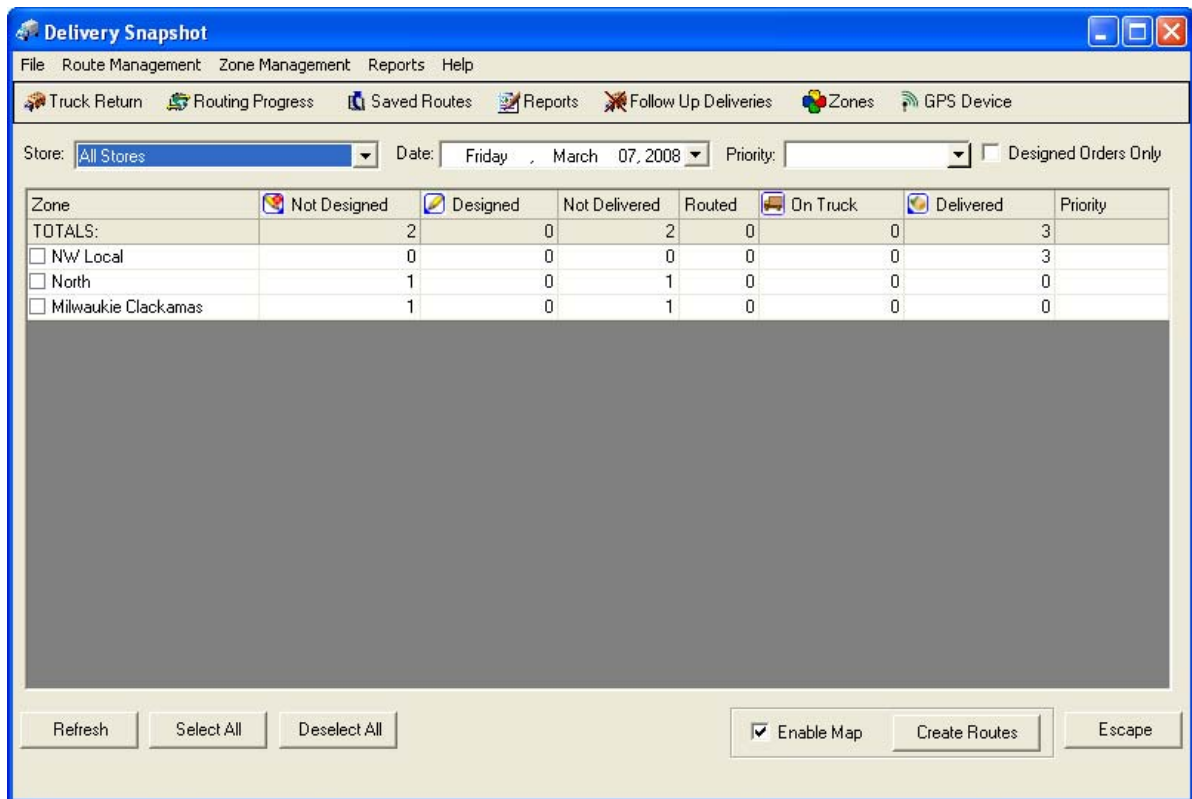 Delivery Snapshot
File Route Management Zone Management Reports Help
Truck Return Routing Progress Saved Routes Reports Follow Up Deliveries Zones GPS Device
Store: All Stores Date: Friday , March 07, 2008 Priority: Designed Orders Only
Zone Not Designed Designed Not Delivered Routed On Truck Delivered Priority
TOTALS: 2 0 2 0 0 3
NW Local 0 0 0 0 0 3
North 1 0 1 0 0 0
Milwaukie Clackamas 1 0 1 0 0 0
Refresh Select All Deselect All Enable Map Create Routes Escape